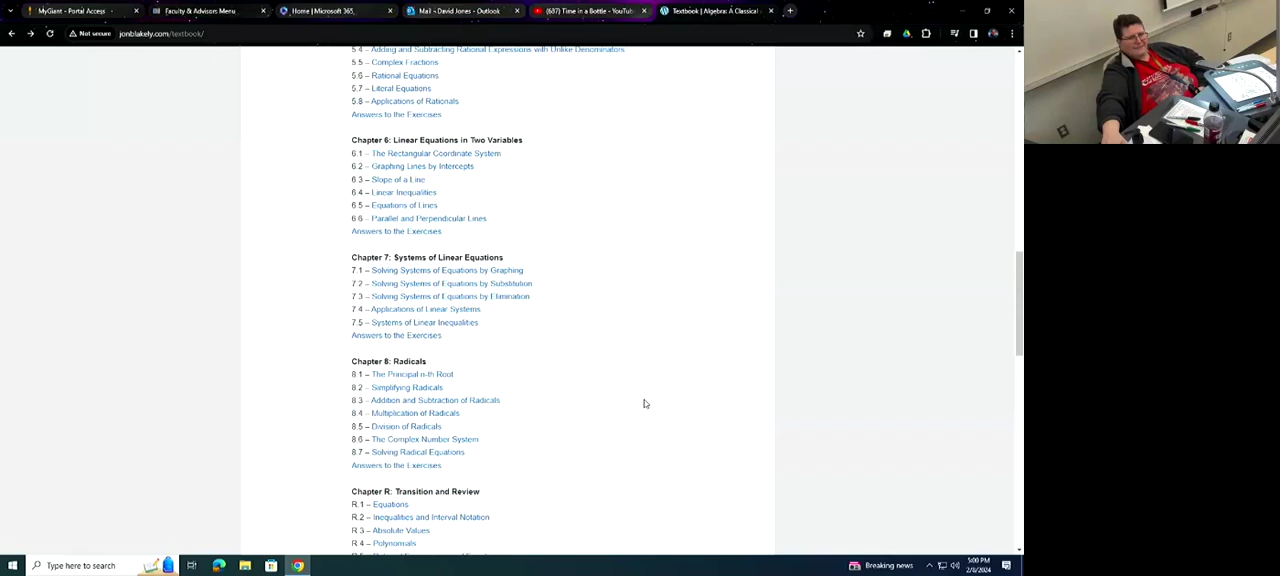 MyGiant - Portal Access
Faculty & Advisors Menu
Home | Microsoft 365
Mail - David Jones - Outlook
(637) Time in a Bottle - YouTub
Textbook | Algebra: A Classical
Not secure jonblakely.com/textbook/
5.4 – Adding and Subtracting Rational Expressions with Unlike Denominators
5.5 – Complex Fractions
5.6 – Rational Equations
5.7 – Literal Equations
5.8 – Applications of Rationals
Answers to the Exercises
Chapter 6: Linear Equations in Two Variables
6.1 – The Rectangular Coordinate System
6.2 – Graphing Lines by Intercepts
6.3 – Slope of a Line
6.4 – Linear Inequalities
6.5 – Equations of Lines
6.6 – Parallel and Perpendicular Lines
Answers to the Exercises
Chapter 7: Systems of Linear Equations
7.1 – Solving Systems of Equations by Graphing
7.2 – Solving Systems of Equations by Substitution
7.3 – Solving Systems of Equations by Elimination
7.4 – Applications of Linear Systems
7.5 – Systems of Linear Inequalities
Answers to the Exercises
Chapter 8: Radicals
8.1 – The Principal n-th Root
8.2 – Simplifying Radicals
8.3 – Addition and Subtraction of Radicals
8.4 – Multiplication of Radicals
8.5 – Division of Radicals
8.6 – The Complex Number System
8.7 – Solving Radical Equations
Answers to the Exercises
Chapter R: Transition and Review
R.1 – Equations
R.2 – Inequalities and Interval Notation
R.3 – Absolute Values
R.4 – Polynomials
Type here to search
Breaking news
5:00 PM
2/8/2024